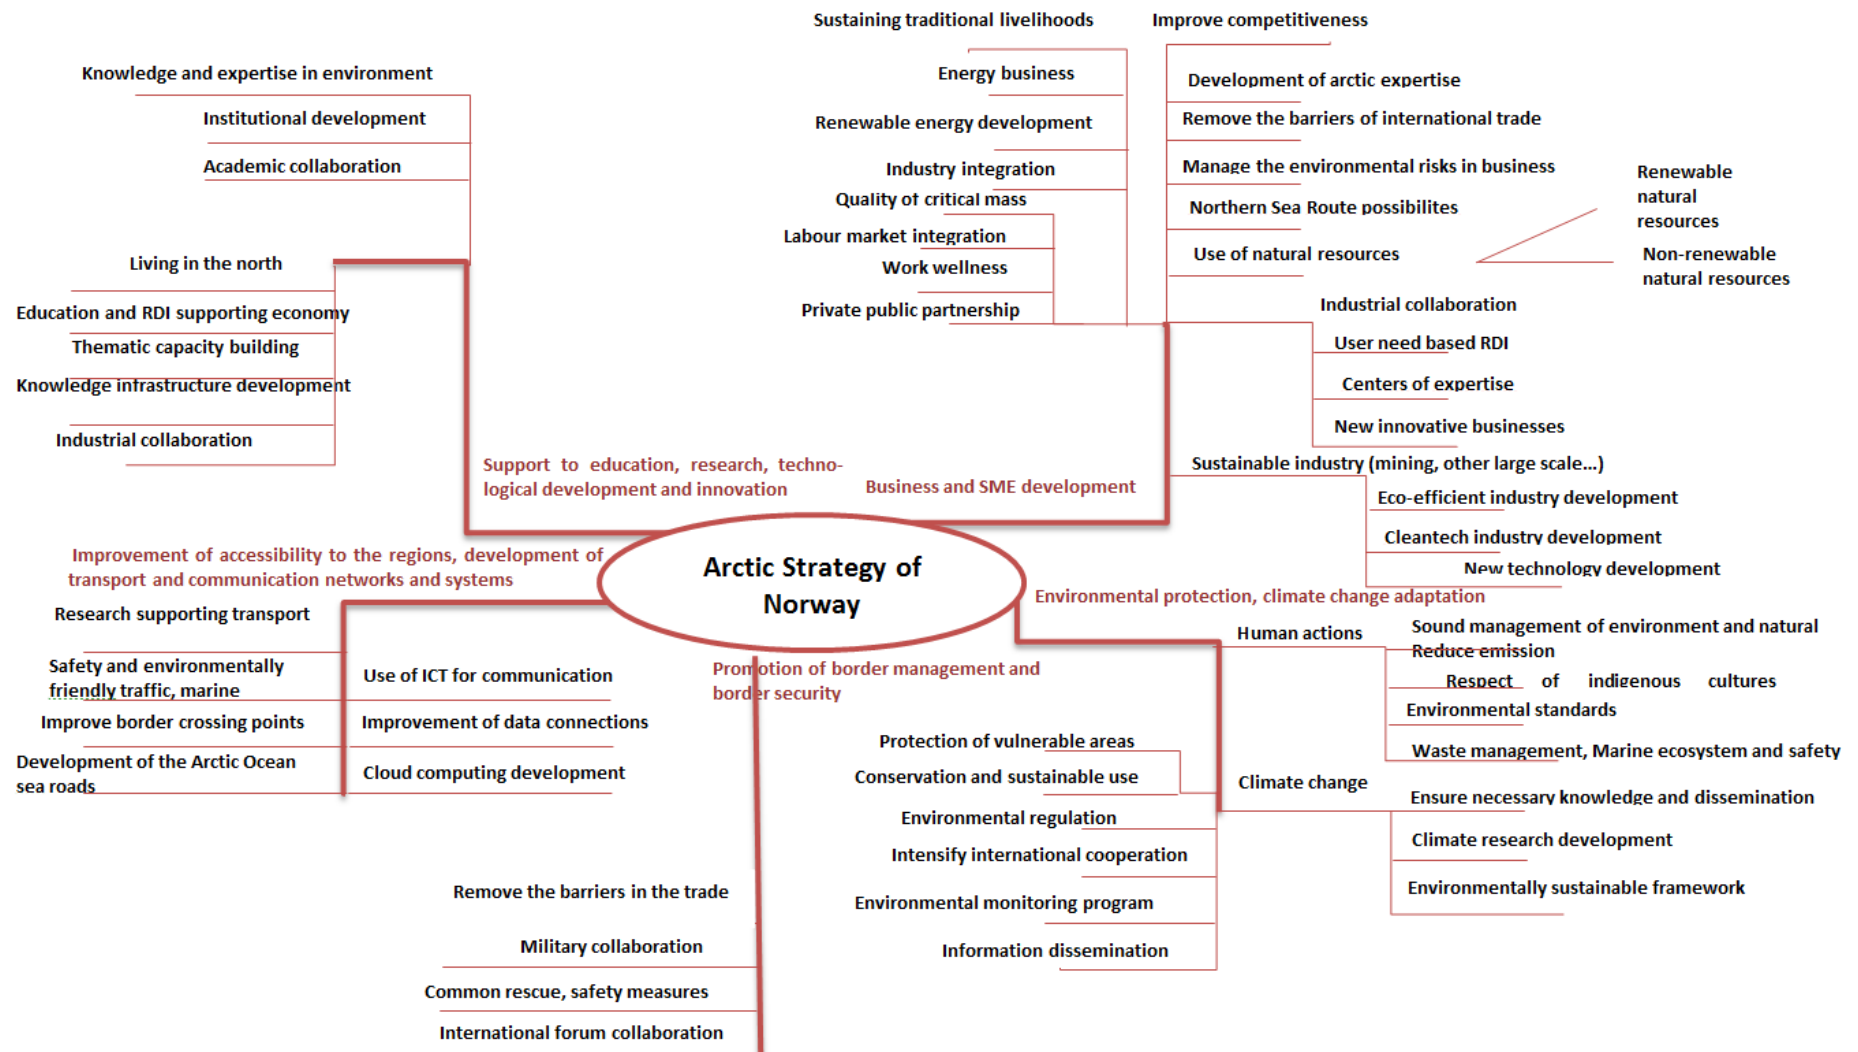 Sustaining traditional livelihoods
Improve competitiveness
Knowledge and expertise in environment
Energy business
Development of arctic expertise
Institutional development
Renewable energy development
Remove the barriers of international trade
Academic collaboration
Industry integration
Manage the environmental risks in business
Renewable
natural
resources
Quality of critical mass
Northern Sea Route possibilites
Labour market integration
Use of natural resources
Non-renewable
natural resources
Living in the north
Work wellness
Private public partnership
Industrial collaboration
Education and RDI supporting economy
Thematic capacity building
User need based RDI
Knowledge infrastructure development
Centers of expertise
Industrial collaboration
New innovative businesses
Support to education, research, techno-
logical development and innovation
Business and SME development
Sustainable industry (mining, other large scale...)
Eco-efficient industry development
Cleantech industry development
New technology development
Improvement of accessibility to the regions, development of
transport and communication networks and systems
Arctic Strategy of
Norway
Environmental protection, climate change adaptation
Research supporting transport
Human actions
Sound management of environment and natural
Reduce emission
Safety and environmentally
friendly traffic, marine
Use of ICT for communication
Promotion of border management and
border security
Respect of indigenous cultures
Environmental standards
Improve border crossing points
Improvement of data connections
Protection of vulnerable areas
Waste management, Marine ecosystem and safety
Development of the Arctic Ocean
sea roads
Cloud computing development
Conservation and sustainable use
Climate change
Ensure necessary knowledge and dissemination
Environmental regulation
Climate research development
Intensify international cooperation
Environmentally sustainable framework
Remove the barriers in the trade
Environmental monitoring program
Military collaboration
Information dissemination
Common rescue, safety measures
International forum collaboration